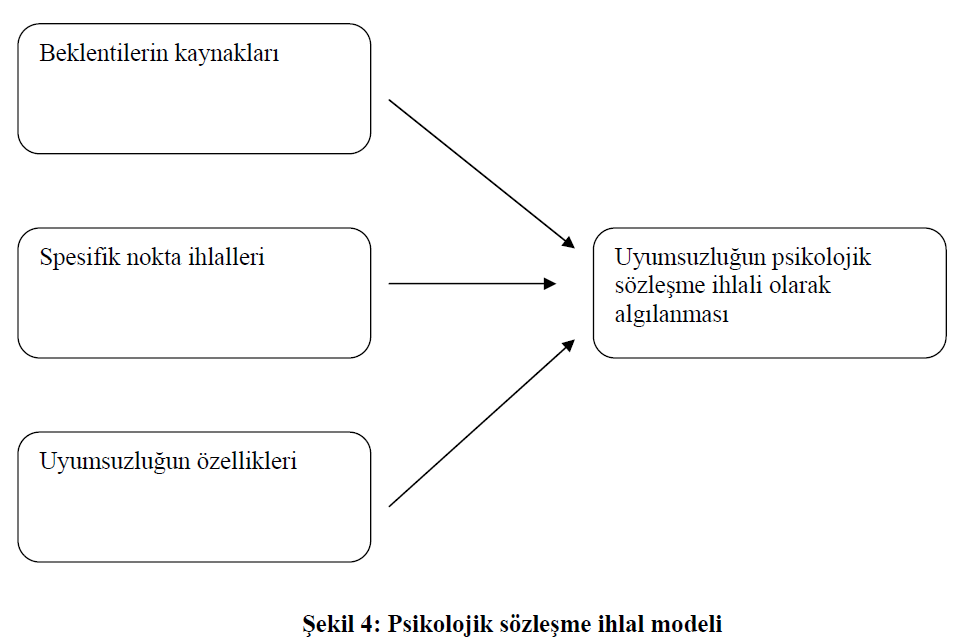 Beklentilerin kaynakları
Spesifik nokta ihlalleri
Uyumsuzluğun psikolojik
sözleşme ihlali olarak
algılanması
Uyumsuzluğun özellikleri
Şekil 4: Psikolojik sözleşme ihlal modeli